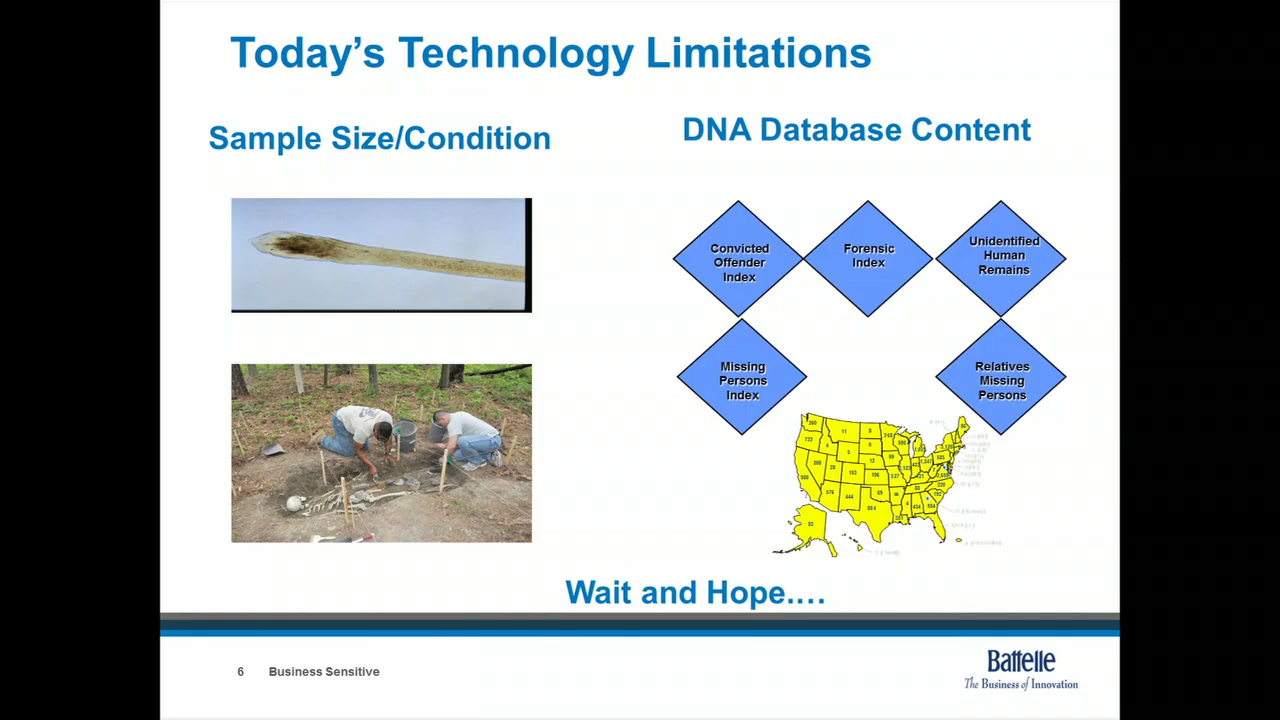 Today's Technology Limitations
Sample Size/Condition
DNA Database Content
Convicted
Offender
Index
Forensic
Index
Unidentified
Human
Remains
Missing
Persons
Index
Relatives
Missing
Persons
Wait and Hope.…
6 Business Sensitive
Battelle
The Business of Innovation